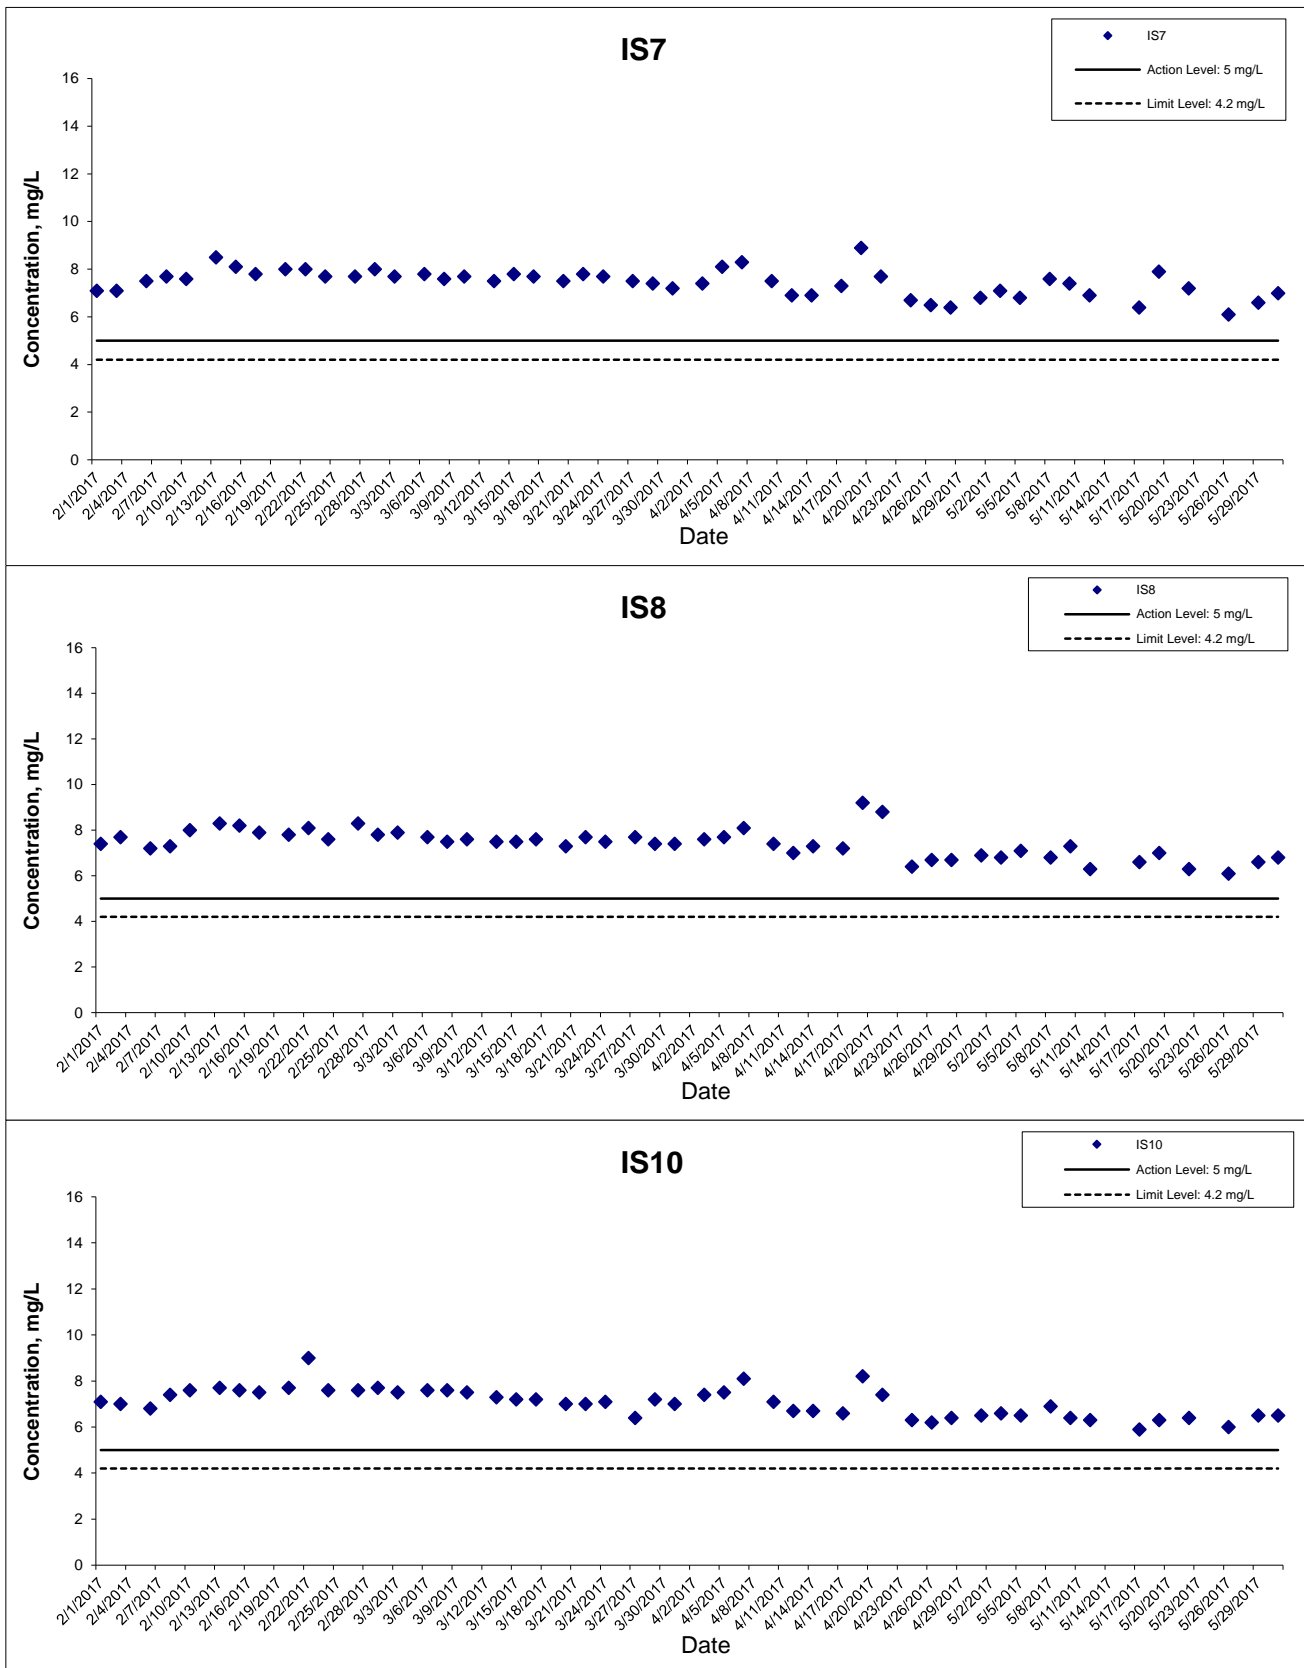 IS7
IS7
Action Level: 5 mg/L
Limit Level: 4.2 mg/L
Concentration, mg/L
16
14
12
10
8
6
4
2
0
2/1/2017 2/4/2017 2/7/2017 2/10/2017 2/13/2017 2/16/2017 2/19/2017 2/22/2017 2/25/2017 2/28/2017 3/3/2017 3/6/2017 3/9/2017 3/12/2017 3/15/2017 3/18/2017 3/21/2017 3/24/2017 3/27/2017 3/30/2017 4/2/2017 4/5/2017 4/8/2017 4/11/2017 4/14/2017 4/17/2017 4/20/2017 4/23/2017 4/26/2017 4/29/2017 5/2/2017 5/5/2017 5/8/2017 5/11/2017 5/14/2017 5/17/2017 5/20/2017 5/23/2017 5/26/2017 5/29/2017
Date
IS8
IS8
Action Level: 5 mg/L
Limit Level: 4.2 mg/L
Concentration, mg/L
16
14
12
10
8
6
4
2
0
2/1/2017 2/4/2017 2/7/2017 2/10/2017 2/13/2017 2/16/2017 2/19/2017 2/22/2017 2/25/2017 2/28/2017 3/3/2017 3/6/2017 3/9/2017 3/12/2017 3/15/2017 3/18/2017 3/21/2017 3/24/2017 3/27/2017 3/30/2017 4/2/2017 4/5/2017 4/8/2017 4/11/2017 4/14/2017 4/17/2017 4/20/2017 4/23/2017 4/26/2017 4/29/2017 5/2/2017 5/5/2017 5/8/2017 5/11/2017 5/14/2017 5/17/2017 5/20/2017 5/23/2017 5/26/2017 5/29/2017
Date
IS10
IS10
Action Level: 5 mg/L
Limit Level: 4.2 mg/L
Concentration, mg/L
16
14
12
10
8
6
4
2
0
2/1/2017 2/4/2017 2/7/2017 2/10/2017 2/13/2017 2/16/2017 2/19/2017 2/22/2017 2/25/2017 2/28/2017 3/3/2017 3/6/2017 3/9/2017 3/12/2017 3/15/2017 3/18/2017 3/21/2017 3/24/2017 3/27/2017 3/30/2017 4/2/2017 4/5/2017 4/8/2017 4/11/2017 4/14/2017 4/17/2017 4/20/2017 4/23/2017 4/26/2017 4/29/2017 5/2/2017 5/5/2017 5/8/2017 5/11/2017 5/14/2017 5/17/2017 5/20/2017 5/23/2017 5/26/2017 5/29/2017
Date